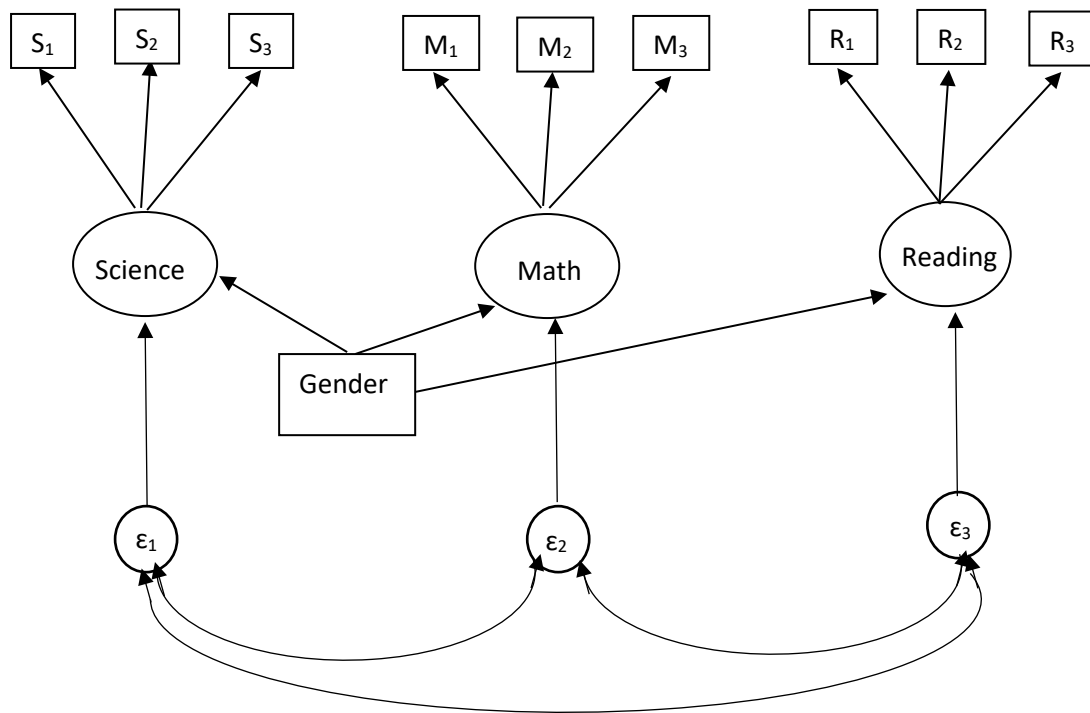 S₁
S₂
S₃
M₁
M₂
M₃
R₁
R₂
R₃
Science
Math
Reading
Gender
ε₁
ε₂
ε₃